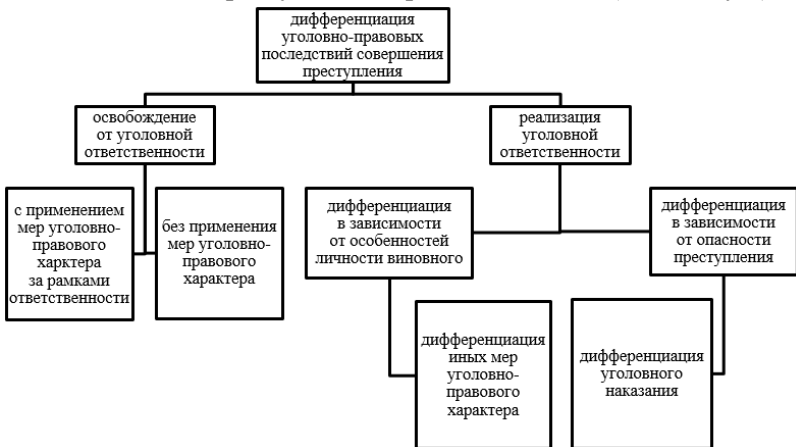 дифференциация
уголовно-правовых
последствий совершения
преступления
освобождение
от уголовной
ответственности
реализация
уголовной
ответственности
с применением
мер уголовно-
правового
харктера
за рамками
ответственности
без применения
мер уголовно-
правового
характера
дифференциация
в зависимости
от особенностей
личности виновного
дифференциация
в зависимости
от опасности
преступления
дифференциация
иных мер
уголовно-
правового
характера
дифференциация
уголовного
наказания